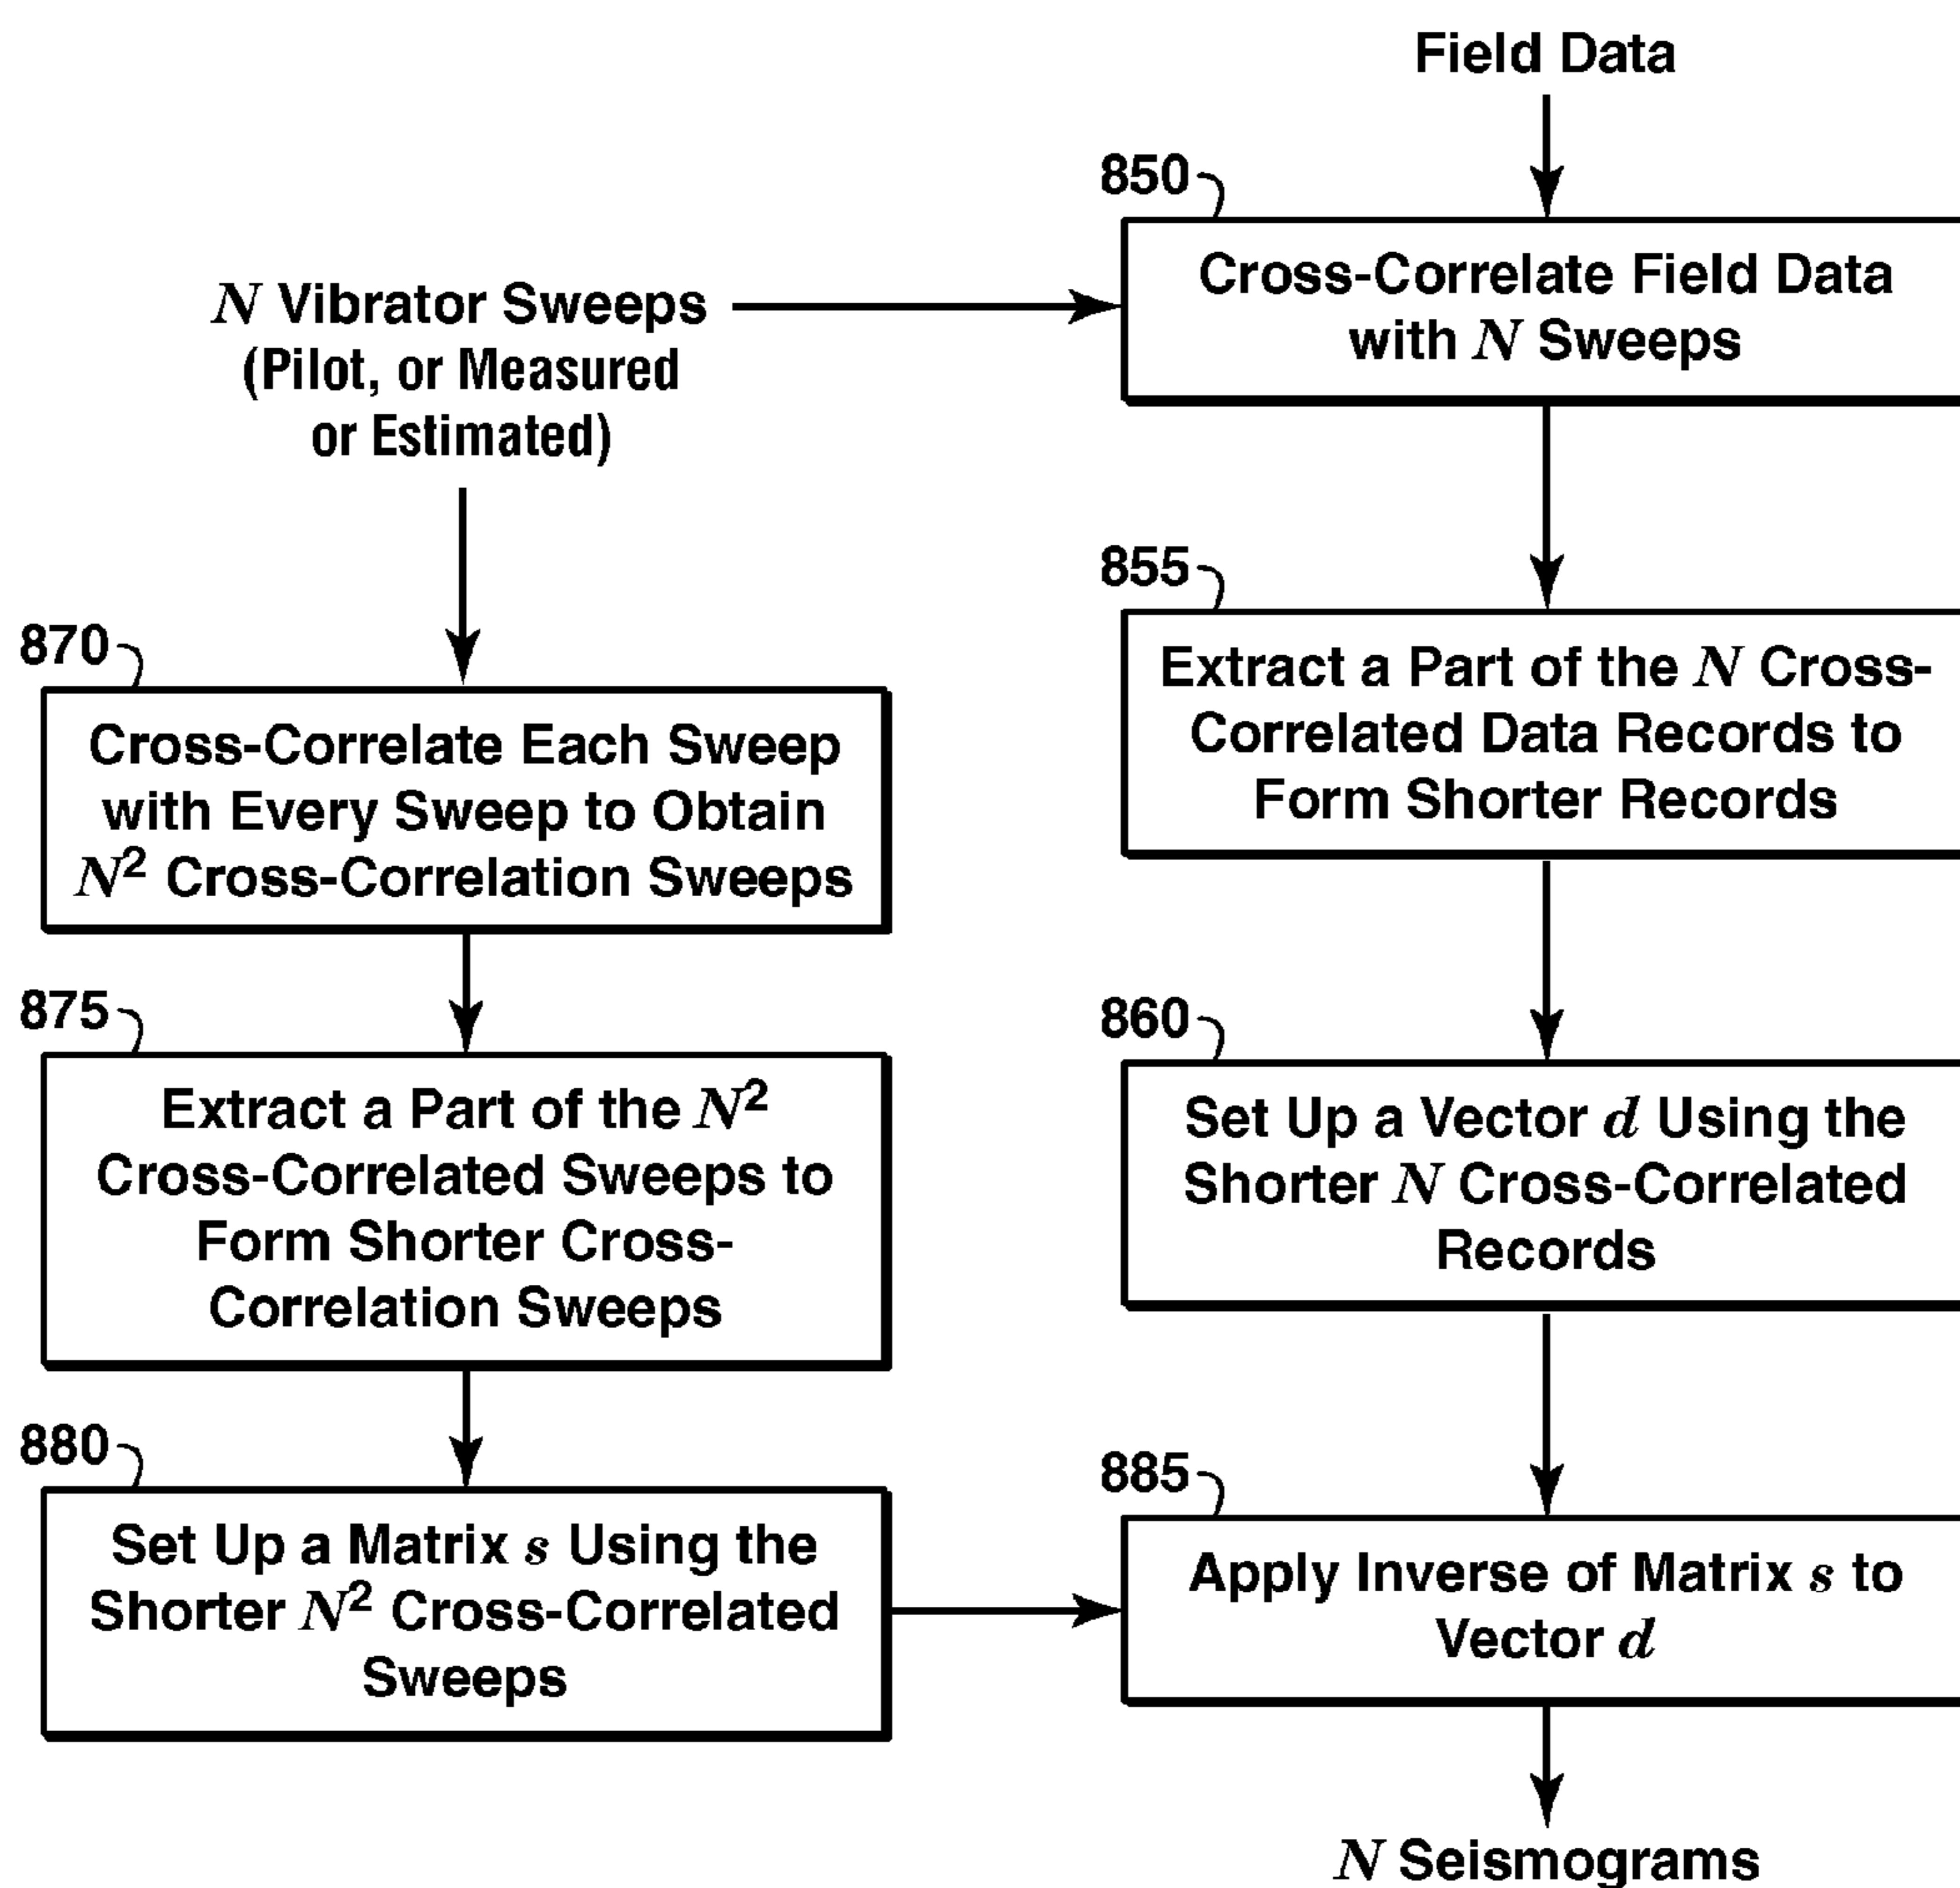 Field Data
850
Cross-Correlate Field Data
with N Sweeps
N Vibrator Sweeps
(Pilot, or Measured
or Estimated)
855
Extract a Part of the N Cross-
Correlated Data Records to
Form Shorter Records
870
Cross-Correlate Each Sweep
with Every Sweep to Obtain
N² Cross-Correlation Sweeps
875
Extract a Part of the N²
Cross-Correlated Sweeps to
Form Shorter Cross-
Correlation Sweeps
860
Set Up a Vector d Using the
Shorter N Cross-Correlated
Records
880
Set Up a Matrix s Using the
Shorter N² Cross-Correlated
Sweeps
885
Apply Inverse of Matrix s to
Vector d
N Seismograms